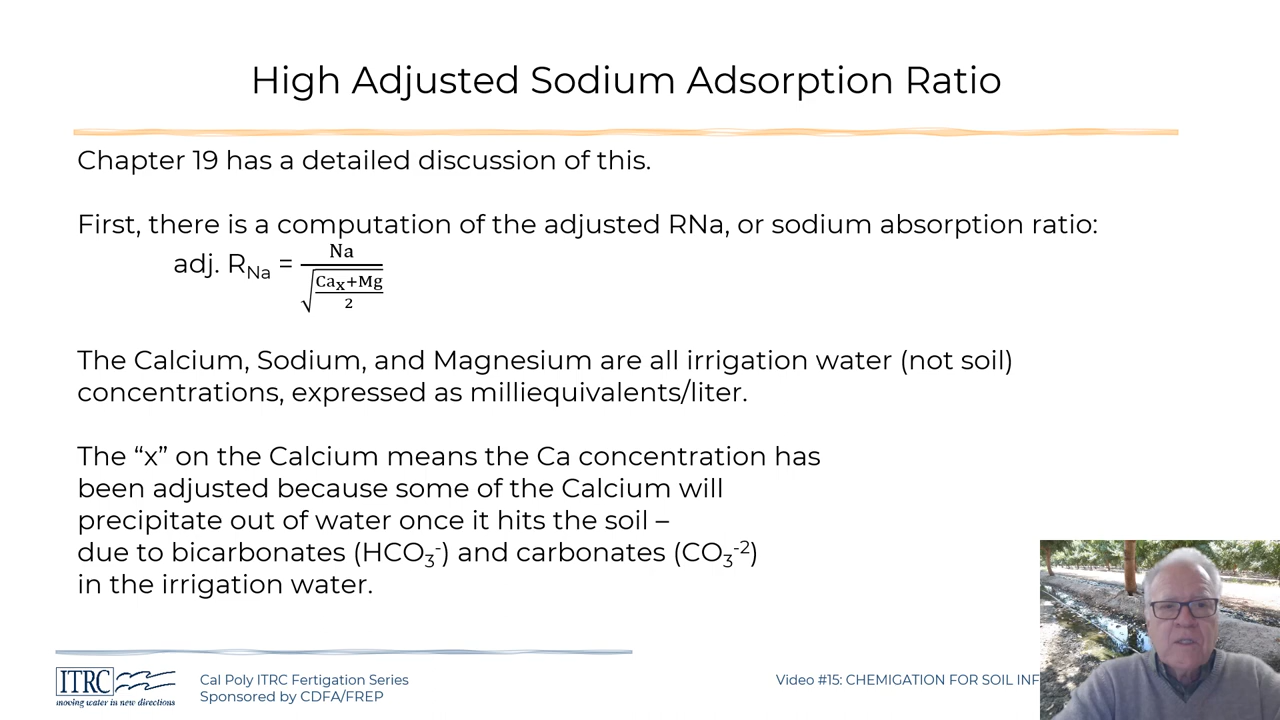 High Adjusted Sodium Adsorption Ratio
Chapter 19 has a detailed discussion of this.
First, there is a computation of the adjusted RNa, or sodium absorption ratio:
adj. R_Na = Na / √((Ca_x+Mg)/2)
The Calcium, Sodium, and Magnesium are all irrigation water (not soil)
concentrations, expressed as milliequivalents/liter.
The “x” on the Calcium means the Ca concentration has
been adjusted because some of the Calcium will
precipitate out of water once it hits the soil –
due to bicarbonates (HCO₃⁻) and carbonates (CO₃⁻²)
in the irrigation water.
ITRC
moving water in new directions
Cal Poly ITRC Fertigation Series
Sponsored by CDFA/FREP
Video #15: CHEMIGATION FOR SOIL INF